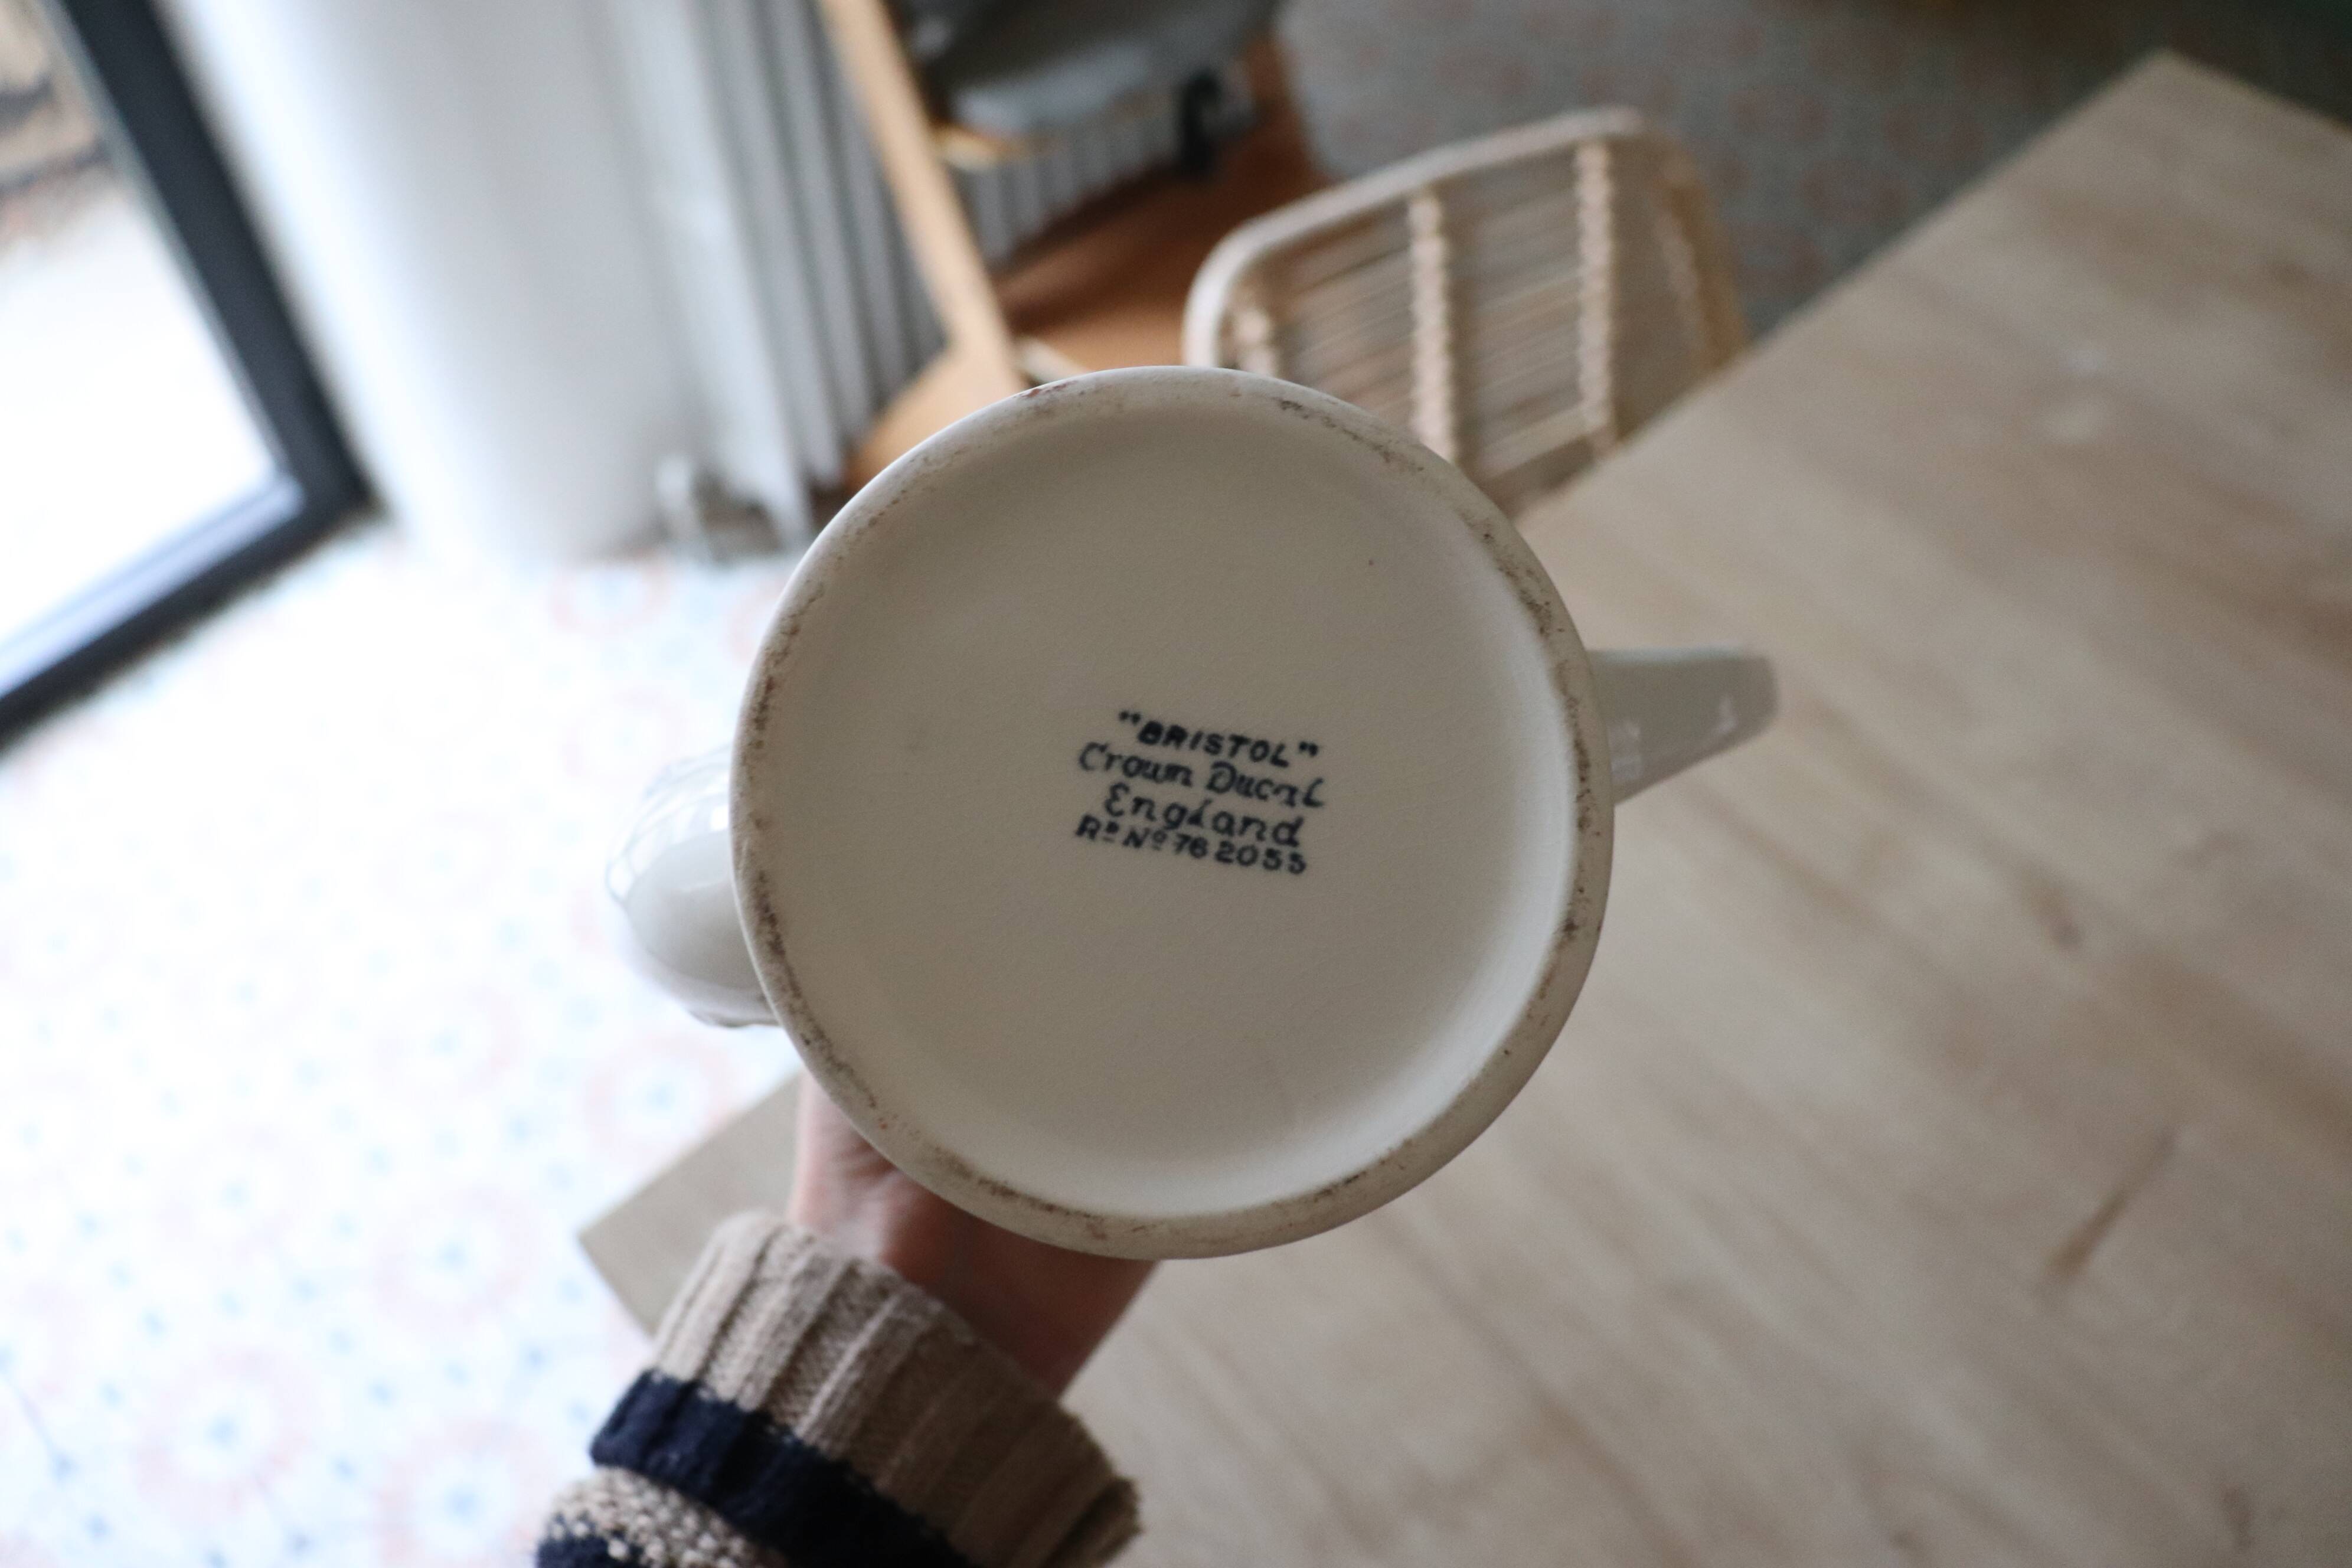 "BRISTOL"
Crown Ducal
England
Rᴰ Nº 762055